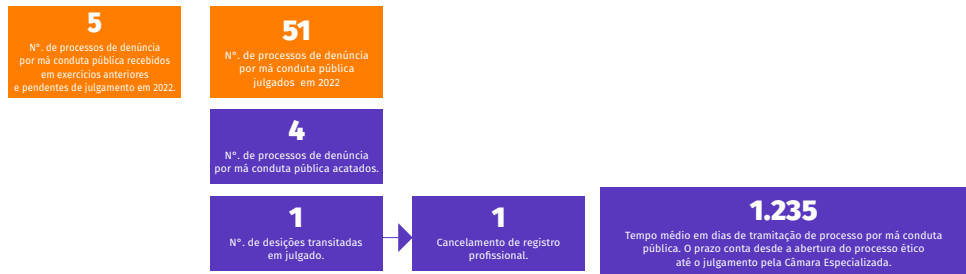 5
N°. de processos de denúncia
por má conduta pública recebidos
em exercícios anteriores
e pendentes de julgamento em 2022.
51
N°. de processos de denúncia
por má conduta pública
julgados em 2022
4
N°. de processos de denúncia
por má conduta pública acatados.
1
N°. de desições transitadas
em julgado.
1
Cancelamento de registro
profissional.
1.235
Tempo médio em dias de tramitação de processo por má conduta
pública. O prazo conta desde a abertura do processo ético
até o julgamento pela Câmara Especializada.